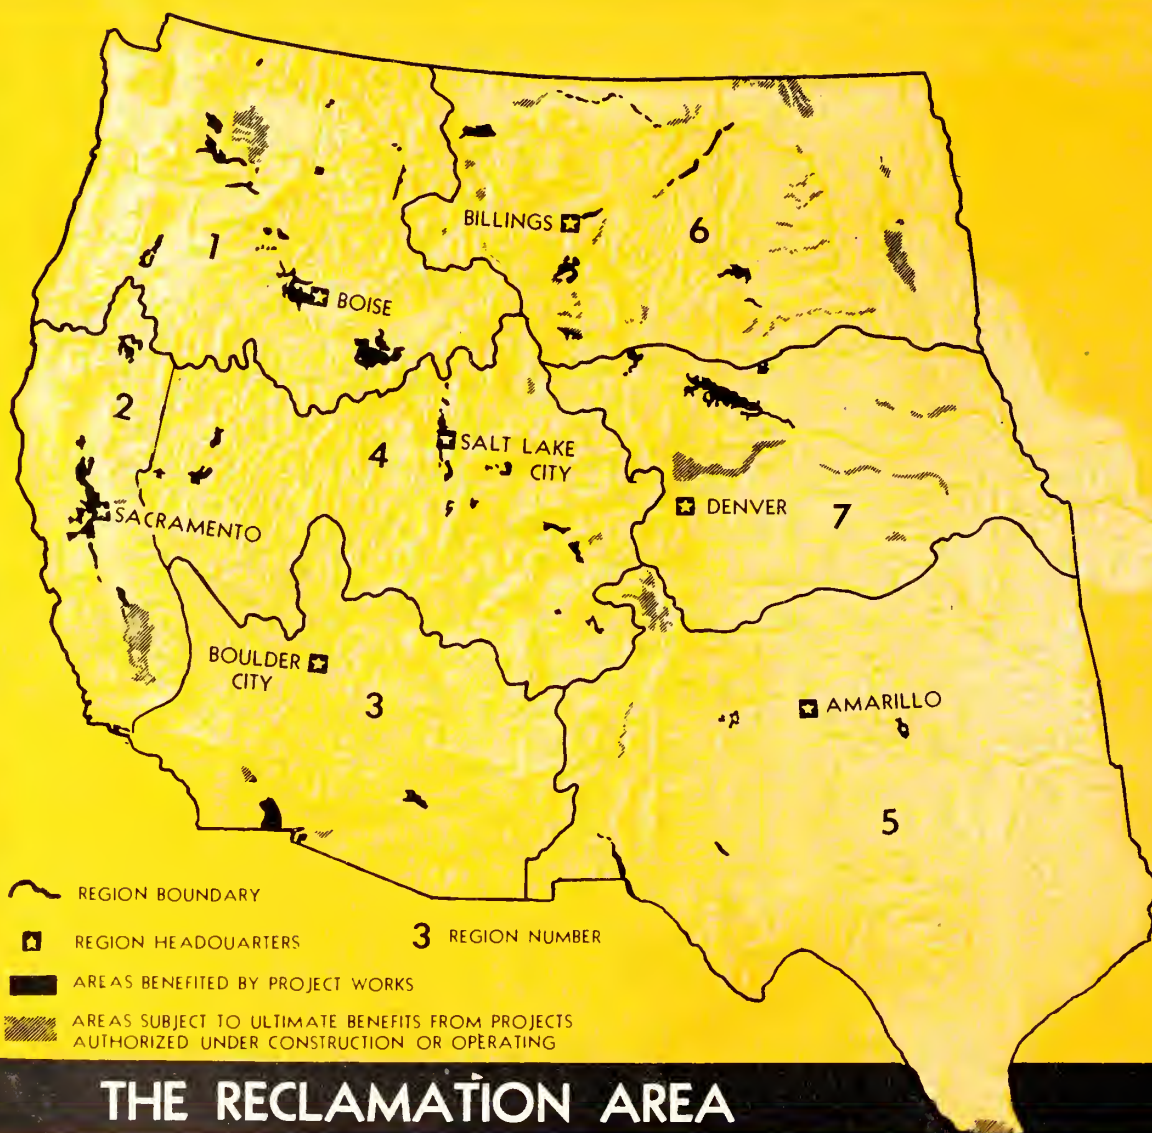 BILLINGS
6
1
BOISE
2
4
SALT LAKE
CITY
DENVER
7
SACRAMENTO
BOULDER
CITY
3
AMARILLO
5
REGION BOUNDARY
REGION HEADQUARTERS
3 REGION NUMBER
AREAS BENEFITED BY PROJECT WORKS
AREAS SUBJECT TO ULTIMATE BENEFITS FROM PROJECTS
AUTHORIZED UNDER CONSTRUCTION OR OPERATING
THE RECLAMATION AREA